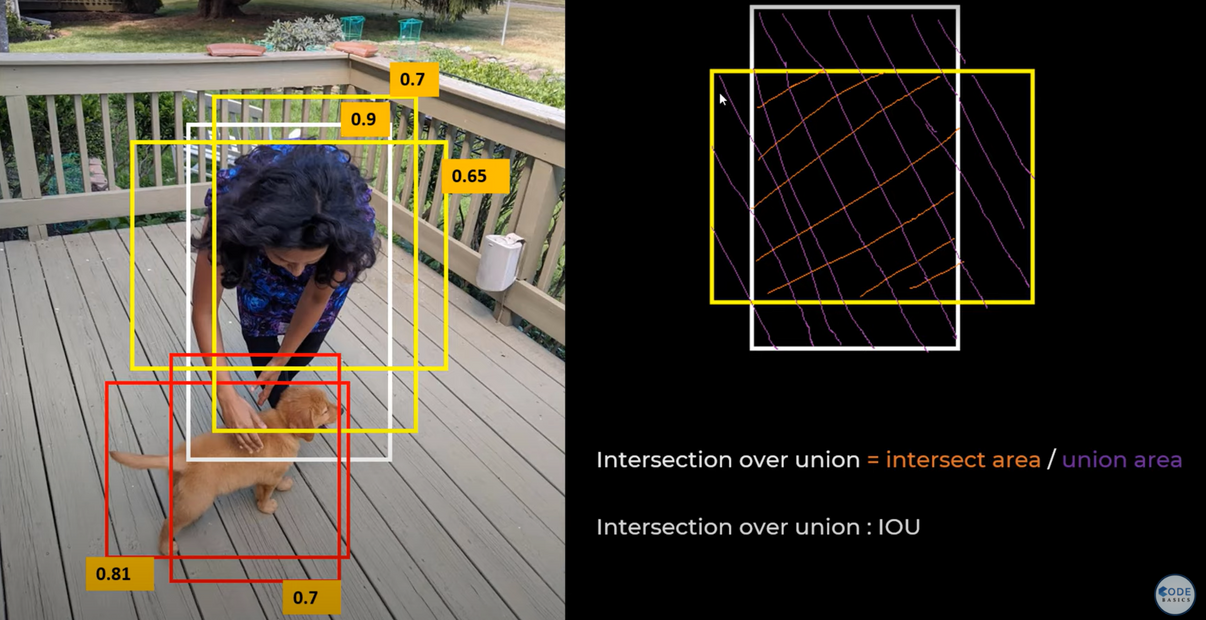 0.7
0.9
0.65
0.81
0.7
Intersection over union = intersect area / union area
Intersection over union : IOU
CODE
BASICS